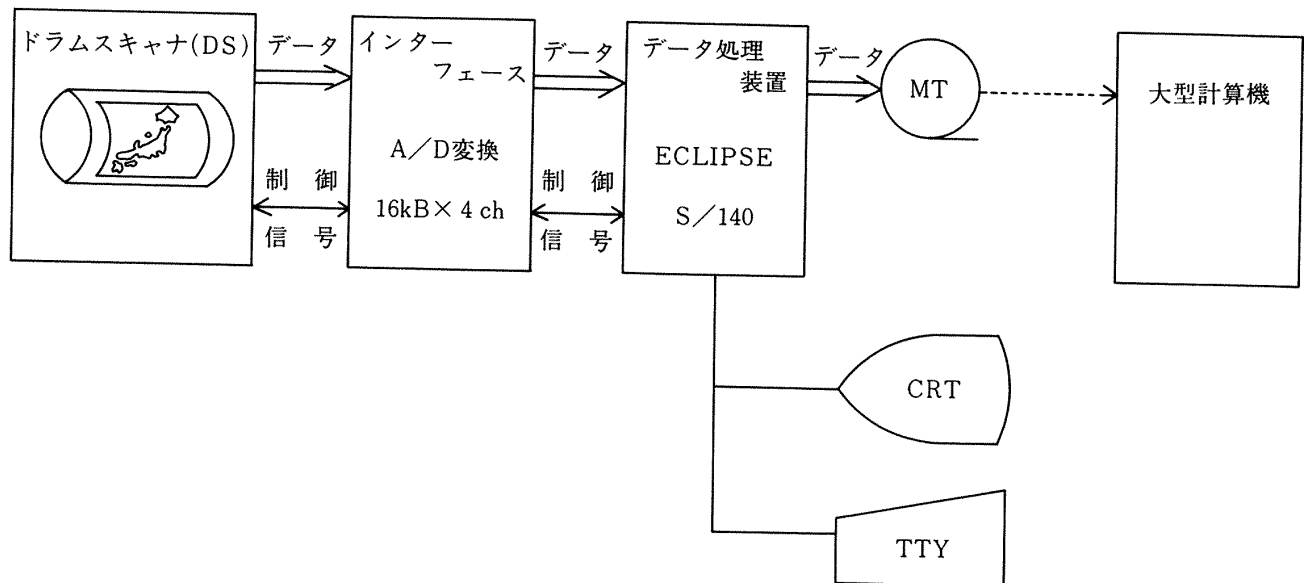 ドラムスキャナ(DS)
データ
制御
信号
インター
フェース
A/D変換
16kB×4ch
データ
制御
信号
データ処理
装置
ECLIPSE
S/140
データ
MT
大型計算機
CRT
TTY